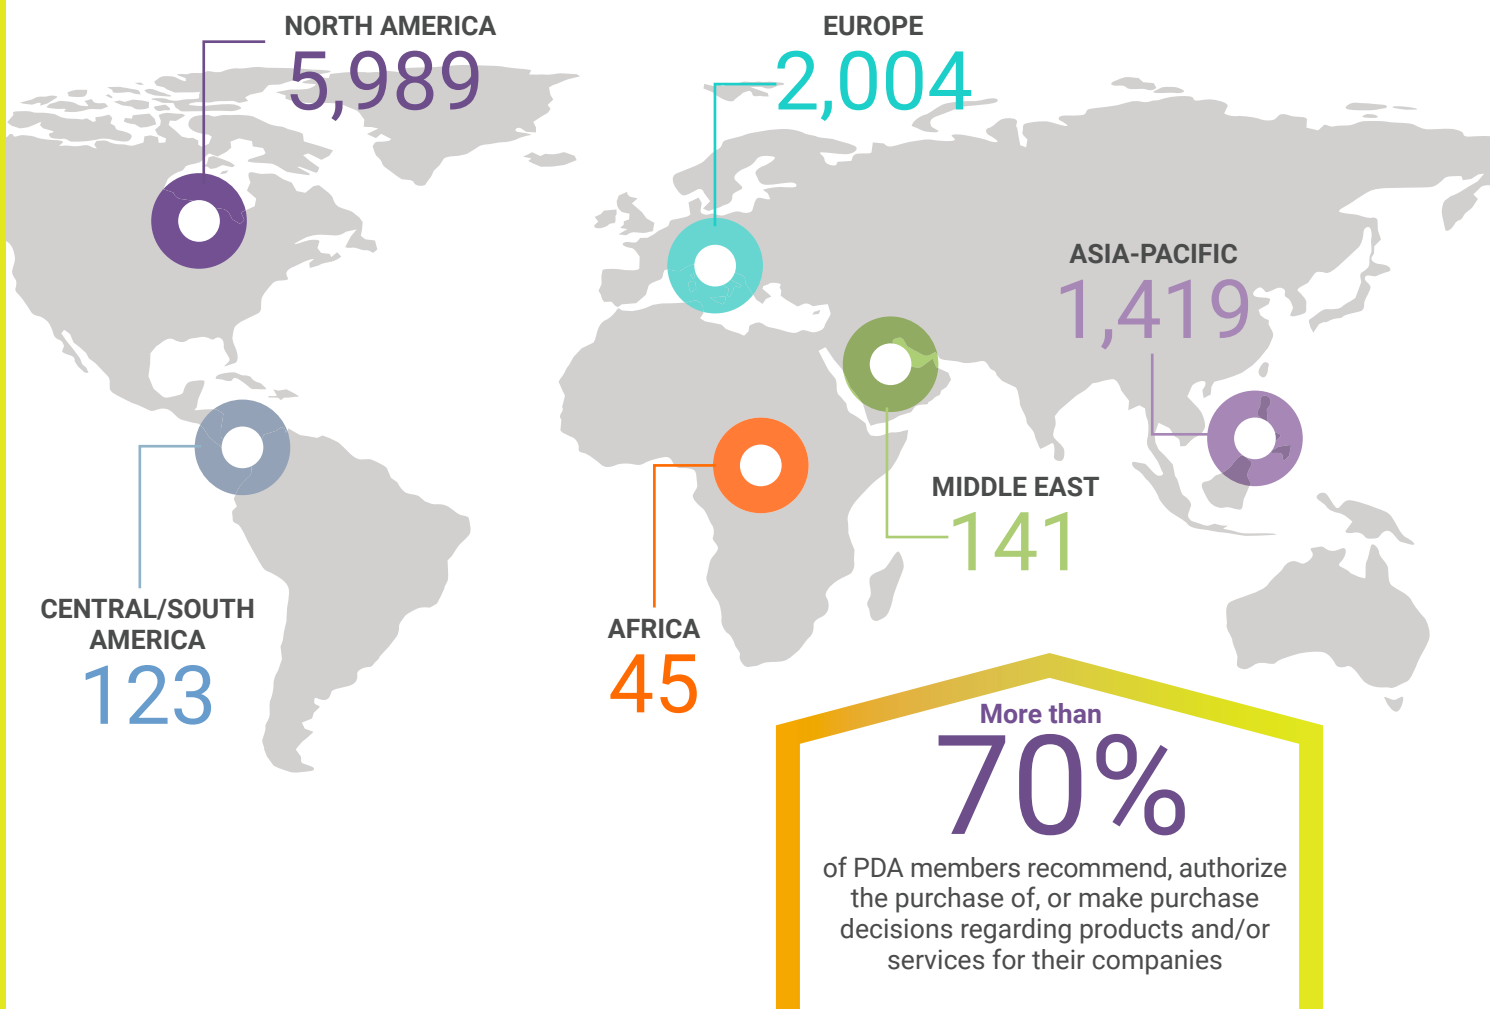 NORTH AMERICA
5,989
EUROPE
2,004
ASIA-PACIFIC
1,419
MIDDLE EAST
141
CENTRAL/SOUTH
AMERICA
123
AFRICA
45
More than
70%
of PDA members recommend, authorize
the purchase of, or make purchase
decisions regarding products and/or
services for their companies